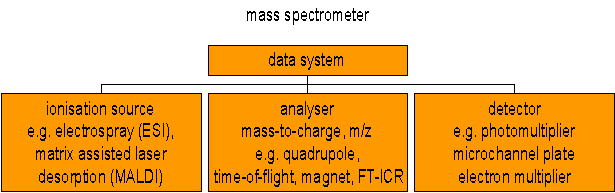 mass spectrometer
data system
ionisation source
e.g. electrospray (ESI),
matrix assisted laser
desorption (MALDI)
analyser
mass-to-charge, m/z
e.g. quadrupole,
time-of-flight, magnet, FT-ICR
detector
e.g. photomultiplier
microchannel plate
electron multiplier